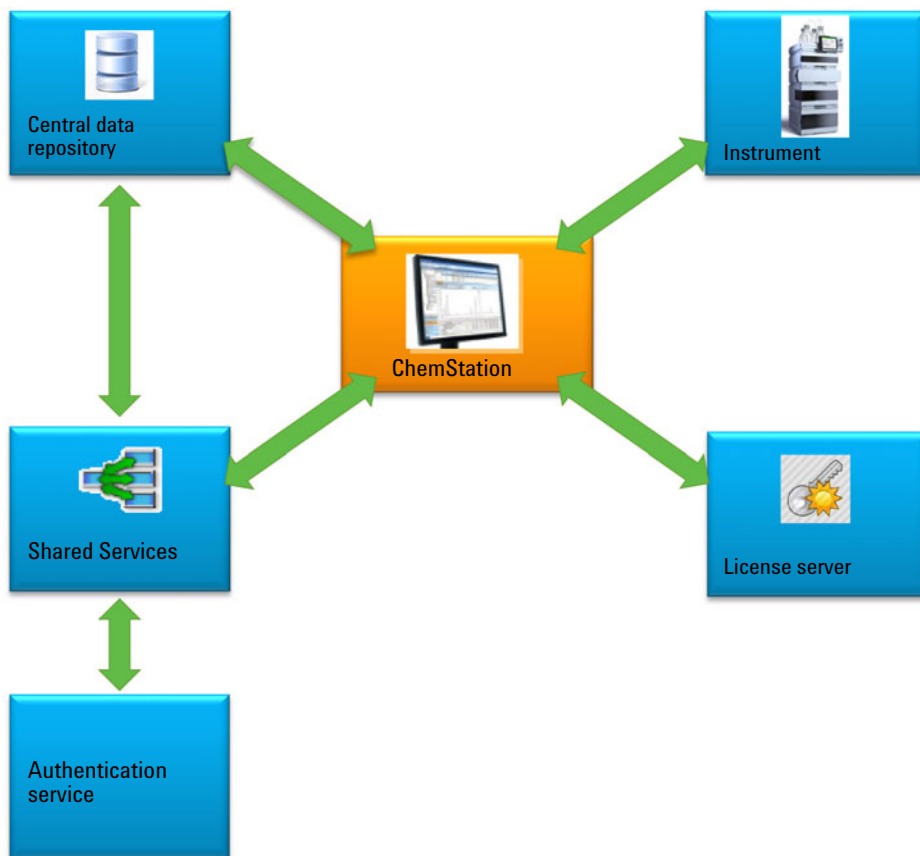 Central data
repository
Instrument
ChemStation
Shared Services
License server
Authentication
service